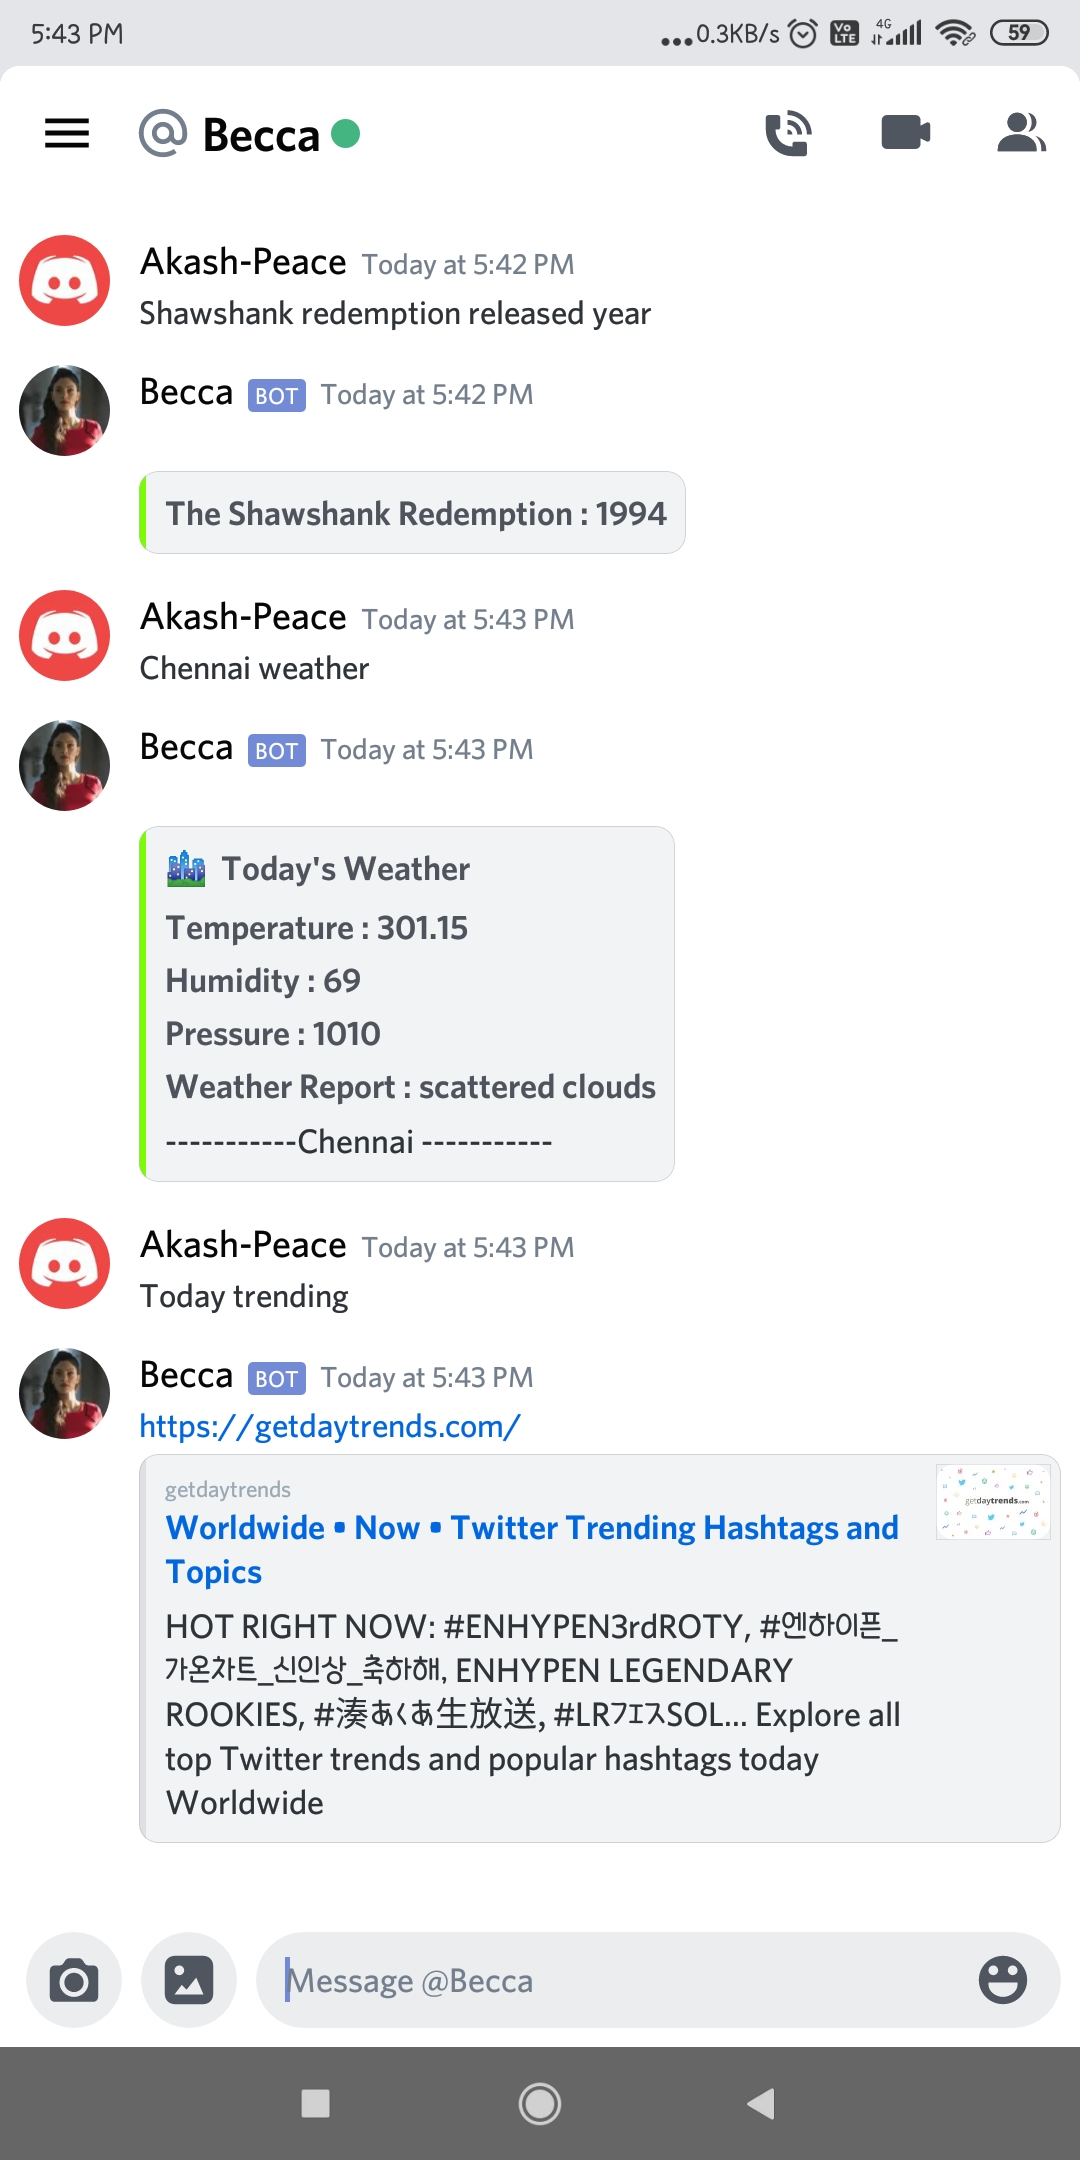 5:43 PM
...0.3KB/s Vo LTE 4G 59
@ Becca
Akash-Peace Today at 5:42 PM
Shawshank redemption released year
Becca BOT Today at 5:42 PM
The Shawshank Redemption : 1994
Akash-Peace Today at 5:43 PM
Chennai weather
Becca BOT Today at 5:43 PM
Today's Weather
Temperature : 301.15
Humidity : 69
Pressure : 1010
Weather Report : scattered clouds
-----------Chennai -----------
Akash-Peace Today at 5:43 PM
Today trending
Becca BOT Today at 5:43 PM
https://getdaytrends.com/
getdaytrends
getdaytrends.com
Worldwide • Now • Twitter Trending Hashtags and
Topics
HOT RIGHT NOW: #ENHYPEN3rdROTY, #엔하이픈_
가온차트_신인상_축하해, ENHYPEN LEGENDARY
ROOKIES, #湊あくあ生放送, #LRフェスSOL... Explore all
top Twitter trends and popular hashtags today
Worldwide
Message @Becca